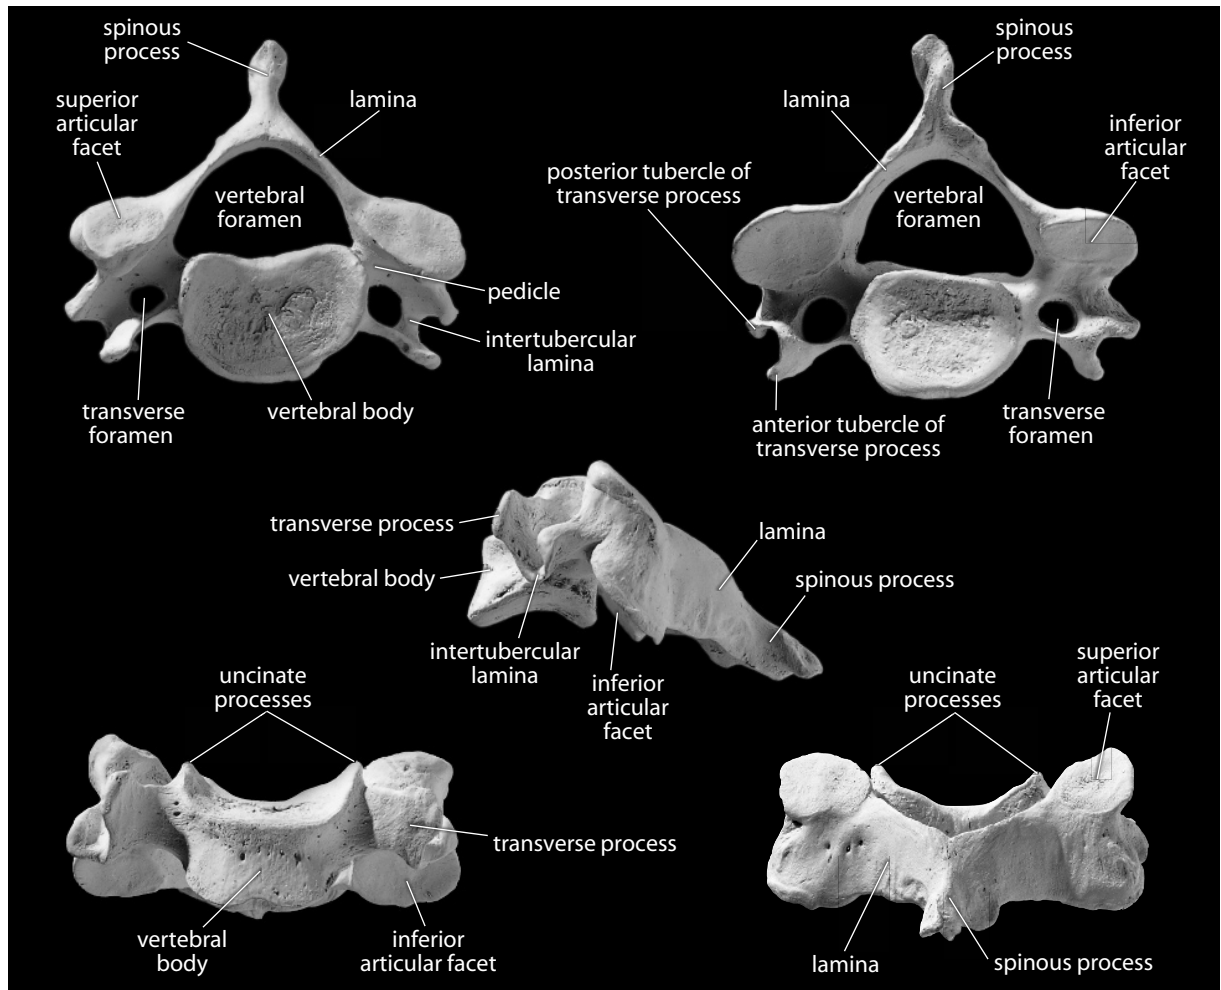 spinous
process
superior
articular
facet
lamina
vertebral
foramen
pedicle
intertubercular
lamina
transverse
foramen
vertebral body
spinous
process
lamina
inferior
articular
facet
posterior tubercle of
transverse process
vertebral
foramen
anterior tubercle of
transverse process
transverse
foramen
transverse process
vertebral body
intertubercular
lamina
inferior
articular
facet
lamina
spinous process
uncinate
processes
transverse process
vertebral
body
inferior
articular facet
uncinate
processes
superior
articular
facet
lamina
spinous process